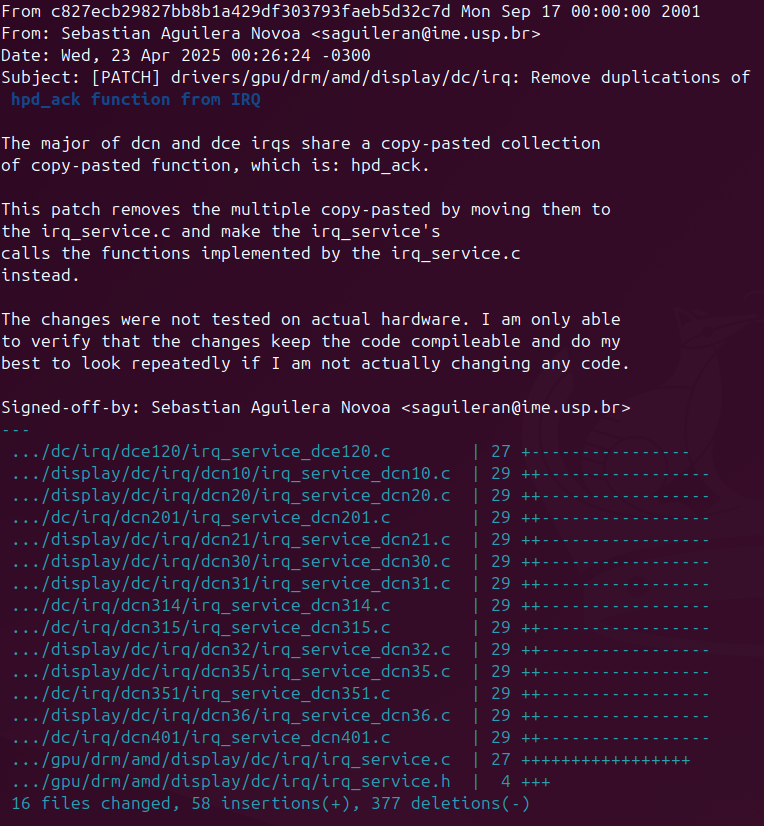 From c827ecb29827bb8b1a429df303793faeb5d32c7d Mon Sep 17 00:00:00 2001
From: Sebastian Aguilera Novoa <saguileran@ime.usp.br>
Date: Wed, 23 Apr 2025 00:26:24 -0300
Subject: [PATCH] drivers/gpu/drm/amd/display/dc/irq: Remove duplications of
 hpd_ack function from IRQ

The major of dcn and dce irqs share a copy-pasted collection
of copy-pasted function, which is: hpd_ack.

This patch removes the multiple copy-pasted by moving them to
the irq_service.c and make the irq_service's
calls the functions implemented by the irq_service.c
instead.

The changes were not tested on actual hardware. I am only able
to verify that the changes keep the code compileable and do my
best to look repeatedly if I am not actually changing any code.

Signed-off-by: Sebastian Aguilera Novoa <saguileran@ime.usp.br>
---
 .../dc/irq/dce120/irq_service_dce120.c        | 27 +----------------
 .../display/dc/irq/dcn10/irq_service_dcn10.c  | 29 ++-----------------
 .../display/dc/irq/dcn20/irq_service_dcn20.c  | 29 ++-----------------
 .../dc/irq/dcn201/irq_service_dcn201.c        | 29 ++-----------------
 .../display/dc/irq/dcn21/irq_service_dcn21.c  | 29 ++-----------------
 .../display/dc/irq/dcn30/irq_service_dcn30.c  | 29 ++-----------------
 .../display/dc/irq/dcn31/irq_service_dcn31.c  | 29 ++-----------------
 .../dc/irq/dcn314/irq_service_dcn314.c        | 29 ++-----------------
 .../dc/irq/dcn315/irq_service_dcn315.c        | 29 ++-----------------
 .../display/dc/irq/dcn32/irq_service_dcn32.c  | 29 ++-----------------
 .../display/dc/irq/dcn35/irq_service_dcn35.c  | 29 ++-----------------
 .../dc/irq/dcn351/irq_service_dcn351.c        | 29 ++-----------------
 .../display/dc/irq/dcn36/irq_service_dcn36.c  | 29 ++-----------------
 .../dc/irq/dcn401/irq_service_dcn401.c        | 29 ++-----------------
 .../gpu/drm/amd/display/dc/irq/irq_service.c  | 27 +++++++++++++++++
 .../gpu/drm/amd/display/dc/irq/irq_service.h  |  4 +++
 16 files changed, 58 insertions(+), 377 deletions(-)